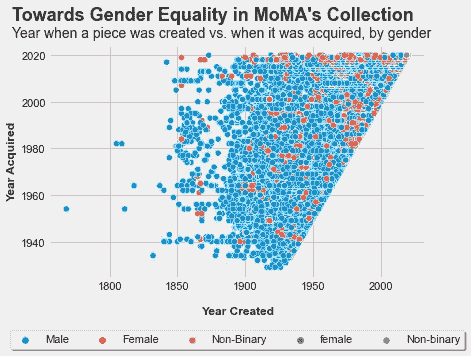 Towards Gender Equality in MoMA's Collection
Year when a piece was created vs. when it was acquired, by gender
2020
2000
1980
1960
1940
Year Acquired
1800 1850 1900 1950 2000
Year Created
Male Female Non-Binary female Non-binary